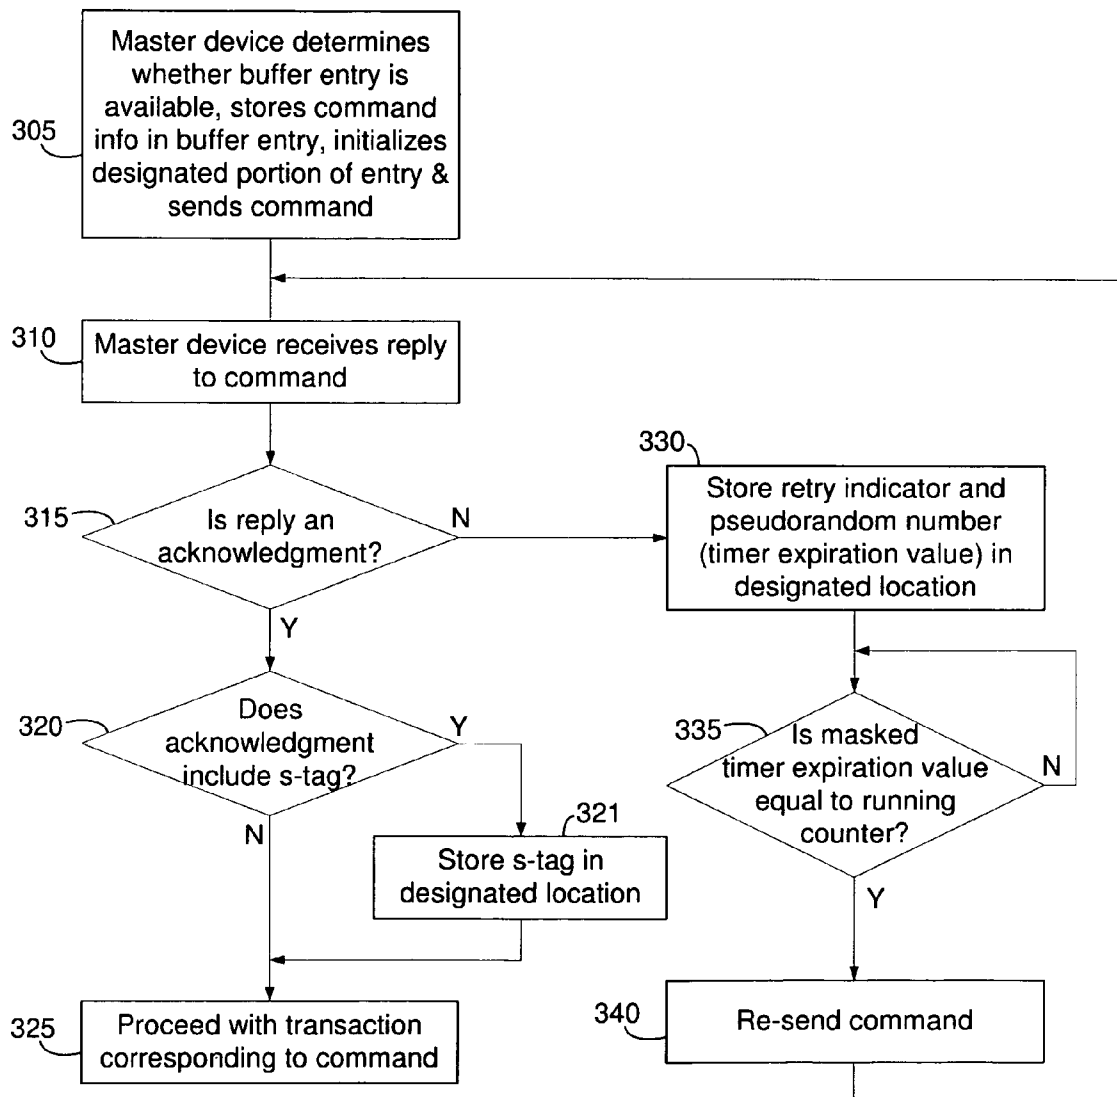 Master device determines
whether buffer entry is
available, stores command
info in buffer entry, initializes
designated portion of entry &
sends command
305
310
Master device receives reply
to command
315
Is reply an
acknowledgment?
N
Y
330
Store retry indicator and
pseudorandom number
(timer expiration value) in
designated location
320
Does
acknowledgment
include s-tag?
Y
N
321
Store s-tag in
designated location
335
Is masked
timer expiration value
equal to running
counter?
N
Y
325
Proceed with transaction
corresponding to command
340
Re-send command